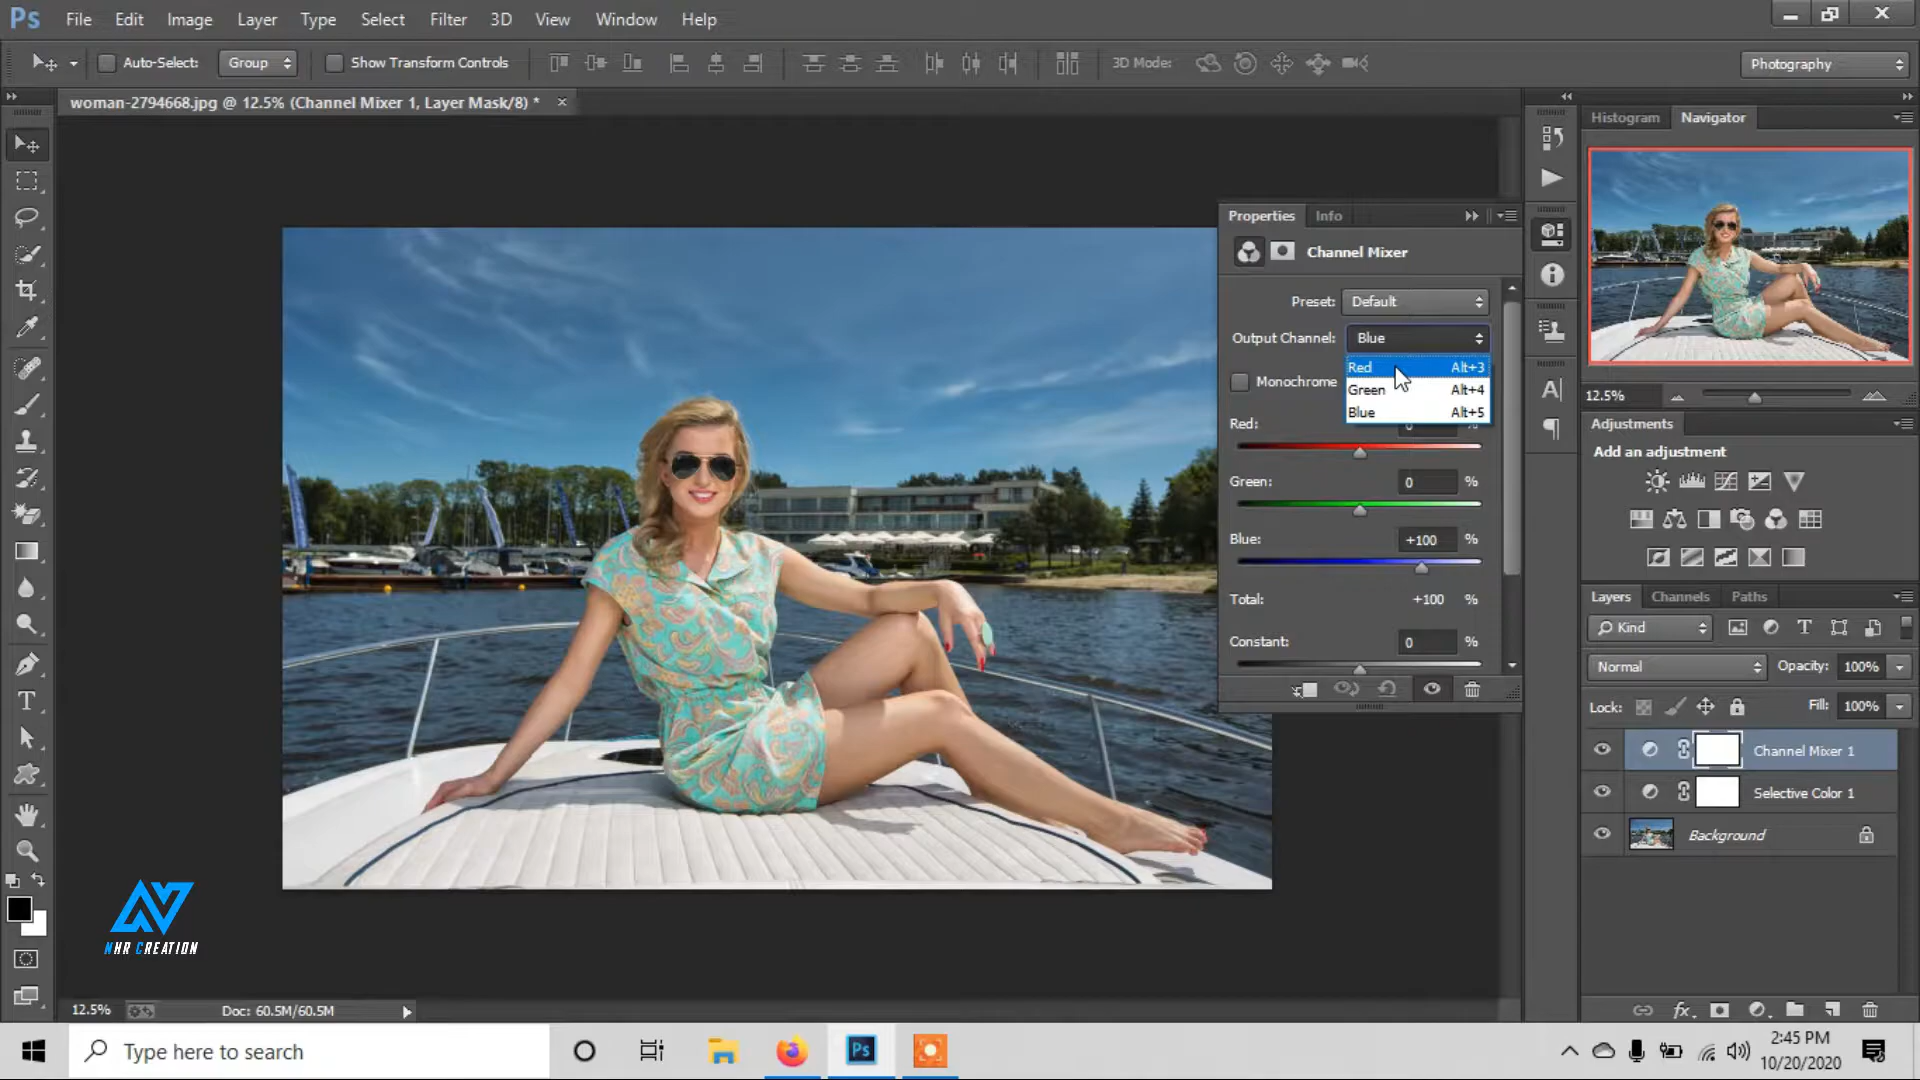 Ps File Edit Image Layer Type Select Filter 3D View Window Help
Auto-Select: Group Show Transform Controls 3D Mode: Photography
woman-2794668.jpg @ 12.5% (Channel Mixer 1, Layer Mask/8) * ×
Histogram Navigator
12.5%
Properties Info
Channel Mixer
Preset: Default
Output Channel: Blue
Red Alt+3
Green Alt+4
Blue Alt+5
Monochrome
Red: %
Green: 0 %
Blue: +100 %
Total: +100 %
Constant: 0 %
Adjustments
Add an adjustment
Layers Channels Paths
Kind
Normal Opacity: 100%
Lock: Fill: 100%
Channel Mixer 1
Selective Color 1
Background
NHR CREATION
12.5% Doc: 60.5M/60.5M
Type here to search
Ps
2:45 PM
10/20/2020